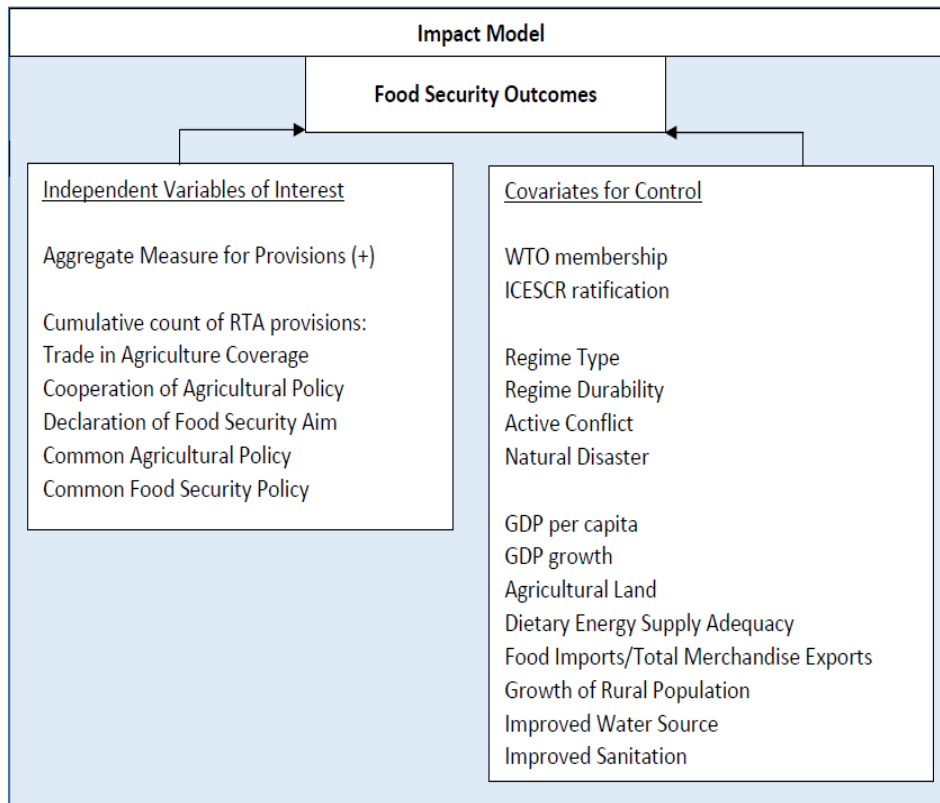 Impact Model
Food Security Outcomes
Independent Variables of Interest
Aggregate Measure for Provisions (+)
Cumulative count of RTA provisions:
Trade in Agriculture Coverage
Cooperation of Agricultural Policy
Declaration of Food Security Aim
Common Agricultural Policy
Common Food Security Policy
Covariates for Control
WTO membership
ICESCR ratification
Regime Type
Regime Durability
Active Conflict
Natural Disaster
GDP per capita
GDP growth
Agricultural Land
Dietary Energy Supply Adequacy
Food Imports/Total Merchandise Exports
Growth of Rural Population
Improved Water Source
Improved Sanitation